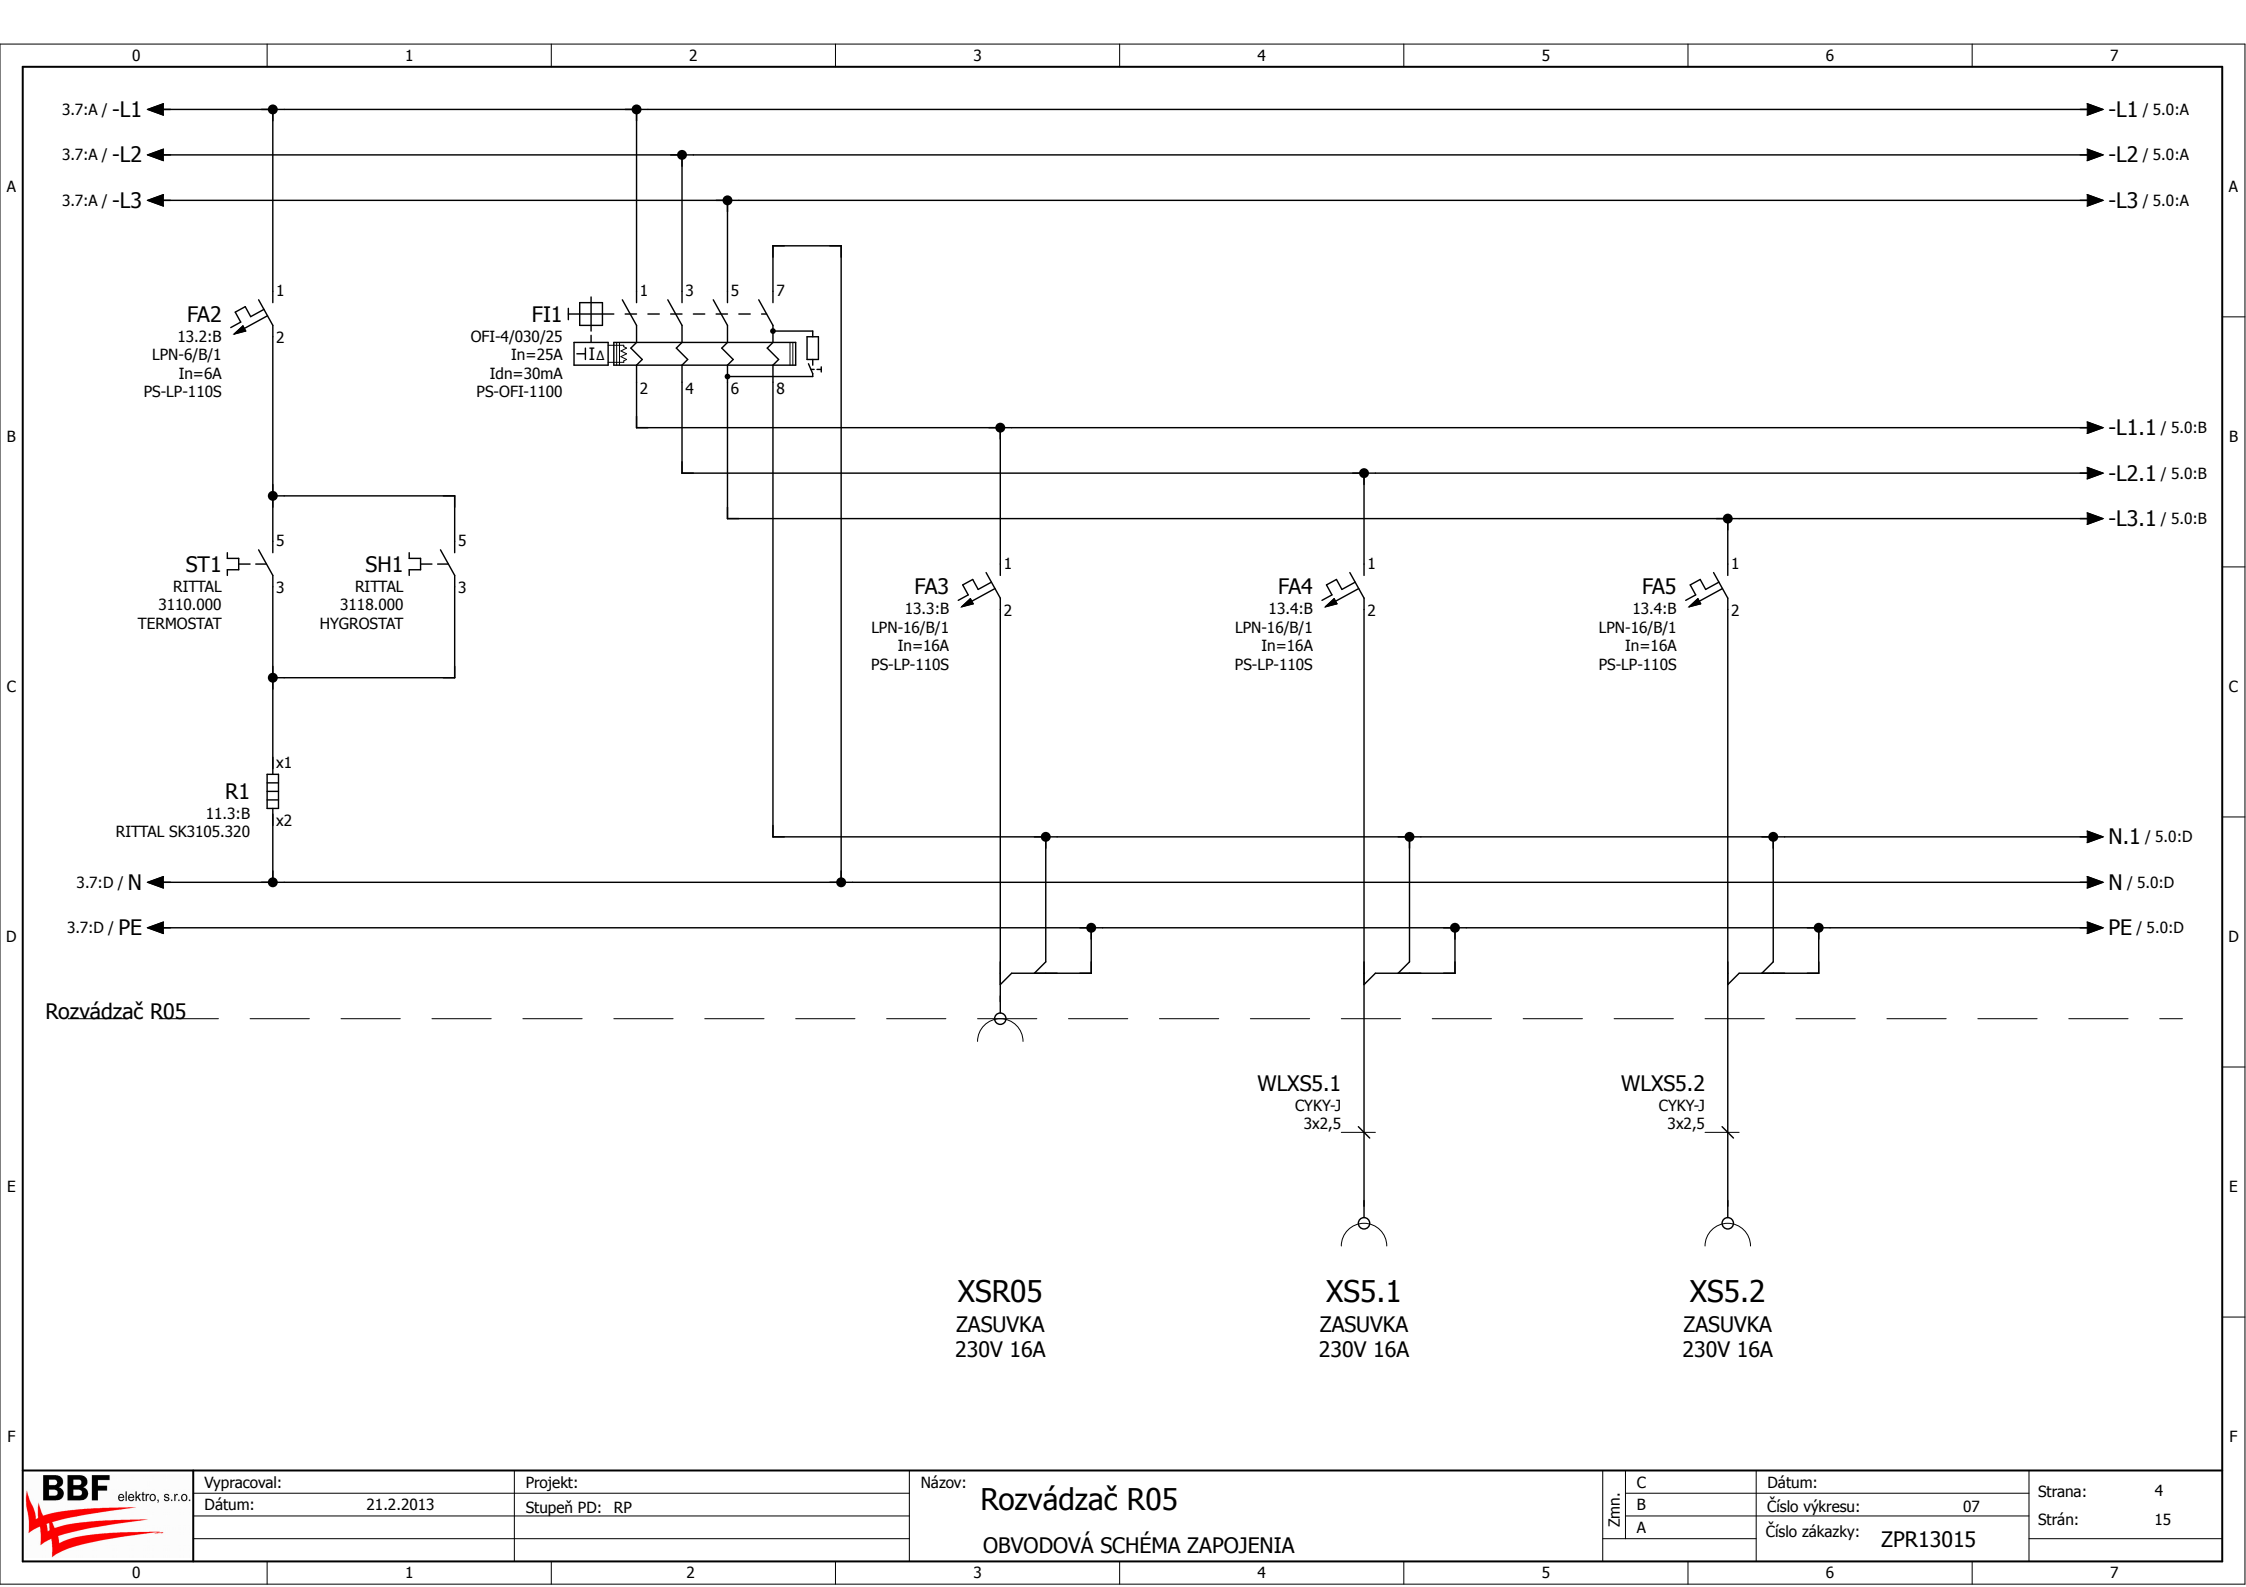 0 1 2 3 4 5 6 7
3.7:A / -L1
-L1 / 5.0:A
3.7:A / -L2
-L2 / 5.0:A
A
A
3.7:A / -L3
-L3 / 5.0:A
FA2
13.2:B
LPN-6/B/1
In=6A
PS-LP-110S
1
2
FI1
OFI-4/030/25
In=25A
Idn=30mA
PS-OFI-1100
1 3 5 7
⊣I∆
2 4 6 8
B
B
-L1.1 / 5.0:B
-L2.1 / 5.0:B
-L3.1 / 5.0:B
ST1
RITTAL
3110.000
TERMOSTAT
5
3
SH1
RITTAL
3118.000
HYGROSTAT
5
3
FA3
13.3:B
LPN-16/B/1
In=16A
PS-LP-110S
1
2
FA4
13.4:B
LPN-16/B/1
In=16A
PS-LP-110S
1
2
FA5
13.4:B
LPN-16/B/1
In=16A
PS-LP-110S
1
2
C
C
R1
11.3:B
RITTAL SK3105.320
x1
x2
N.1 / 5.0:D
3.7:D / N
N / 5.0:D
3.7:D / PE
PE / 5.0:D
D
D
Rozvádzač R05
WLXS5.1
CYKY-J
3x2,5
WLXS5.2
CYKY-J
3x2,5
E
E
XSR05
ZASUVKA
230V 16A
XS5.1
ZASUVKA
230V 16A
XS5.2
ZASUVKA
230V 16A
F
F
BBF elektro, s.r.o.
Vypracoval:
Dátum: 21.2.2013
Projekt:
Stupeň PD: RP
Názov:
Rozvádzač R05
OBVODOVÁ SCHÉMA ZAPOJENIA
Zmn.
C
B
A
Dátum:
Číslo výkresu: 07
Číslo zákazky: ZPR13015
Strana: 4
Strán: 15
0 1 2 3 4 5 6 7